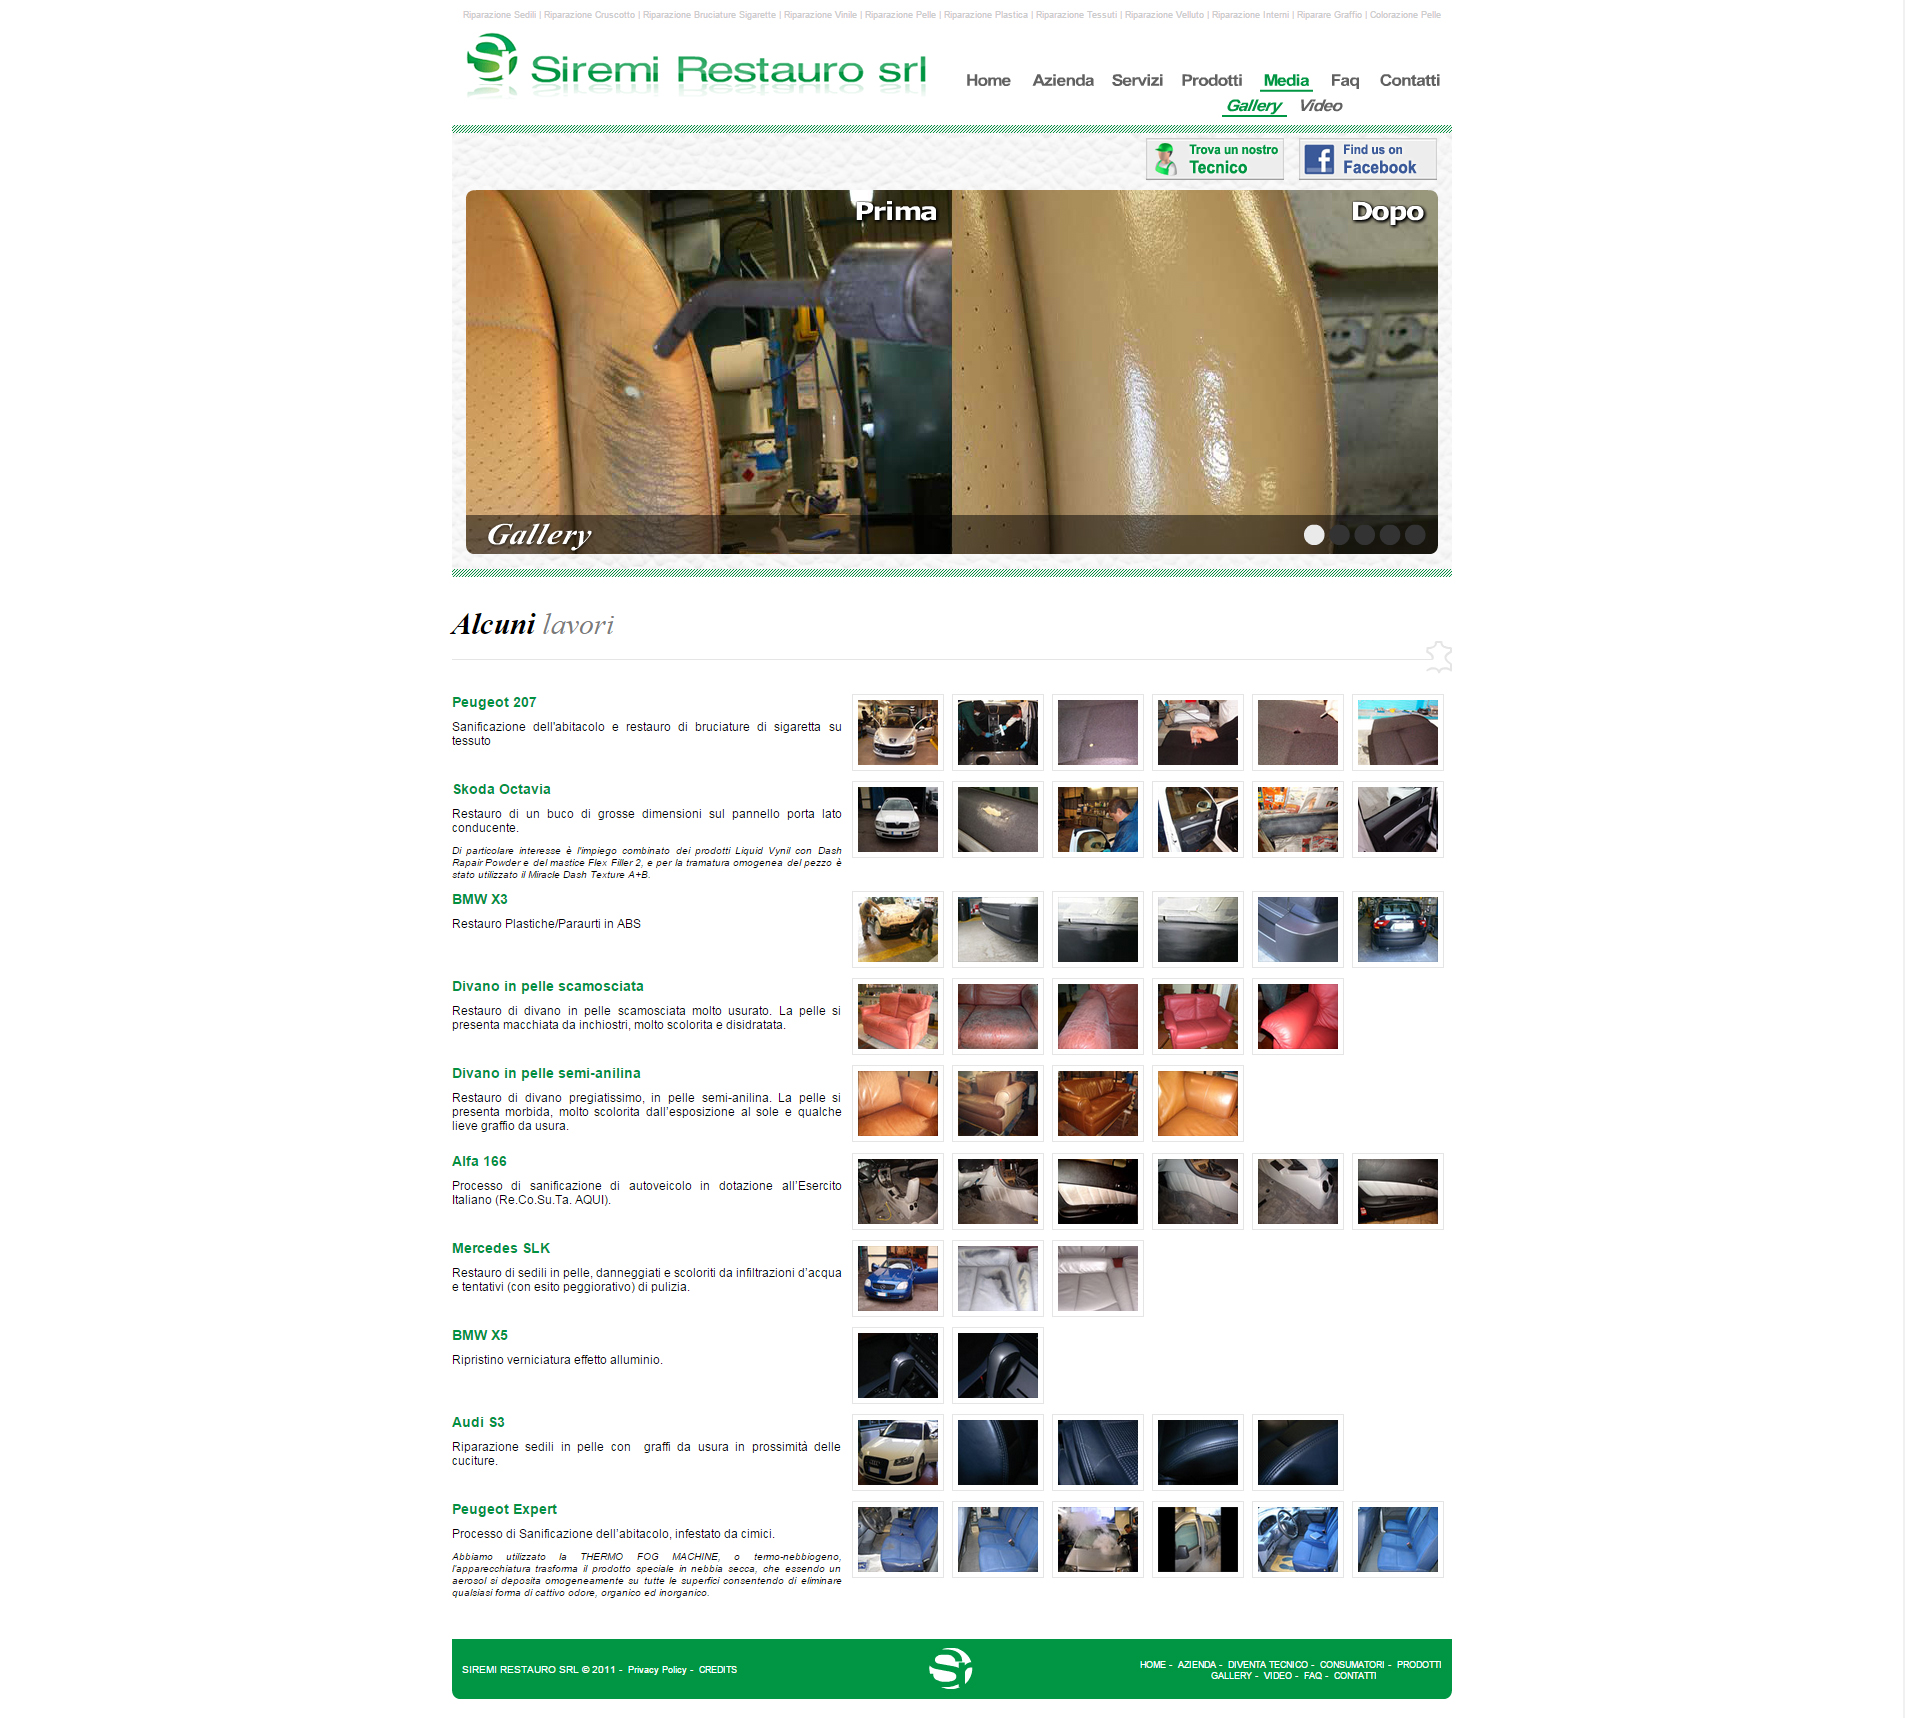 Riparazione Sedili | Riparazione Cruscotto | Riparazione Bruciature Sigarette | Riparazione Vinile | Riparazione Pelle | Riparazione Plastica | Riparazione Tessuti | Riparazione Velluto | Riparazione Interni | Riparare Graffio | Colorazione Pelle
Siremi Restauro srl
Home Azienda Servizi Prodotti Media Faq Contatti
Gallery Video
Trova un nostro
Tecnico
Find us on
Facebook
Prima
Dopo
Gallery
Alcuni lavori
Peugeot 207
Sanificazione dell'abitacolo e restauro di bruciature di sigaretta su
tessuto
Skoda Octavia
Restauro di un buco di grosse dimensioni sul pannello porta lato
conducente.
Di particolare interesse è l'impiego combinato dei prodotti Liquid Vynil con Dash
Rapair Powder e del mastice Flex Filler 2, e per la tramatura omogenea del pezzo è
stato utilizzato il Miracle Dash Texture A+B.
BMW X3
Restauro Plastiche/Paraurti in ABS
Divano in pelle scamosciata
Restauro di divano in pelle scamosciata molto usurato. La pelle si
presenta macchiata da inchiostri, molto scolorita e disidratata.
Divano in pelle semi-anilina
Restauro di divano pregiatissimo, in pelle semi-anilina. La pelle si
presenta morbida, molto scolorita dall’esposizione al sole e qualche
lieve graffio da usura.
Alfa 166
Processo di sanificazione di autoveicolo in dotazione all’Esercito
Italiano (Re.Co.Su.Ta. AQUI).
Mercedes SLK
Restauro di sedili in pelle, danneggiati e scoloriti da infiltrazioni d’acqua
e tentativi (con esito peggiorativo) di pulizia.
BMW X5
Ripristino verniciatura effetto alluminio.
Audi S3
Riparazione sedili in pelle con graffi da usura in prossimità delle
cuciture.
Peugeot Expert
Processo di Sanificazione dell’abitacolo, infestato da cimici.
Abbiamo utilizzato la THERMO FOG MACHINE, o termo-nebbiogeno,
l'apparecchiatura trasforma il prodotto speciale in nebbia secca, che essendo un
aerosol si deposita omogeneamente su tutte le superfici consentendo di eliminare
qualsiasi forma di cattivo odore, organico ed inorganico.
SIREMI RESTAURO SRL © 2011 - Privacy Policy - CREDITS
HOME - AZIENDA - DIVENTA TECNICO - CONSUMATORI - PRODOTTI
GALLERY - VIDEO - FAQ - CONTATTI